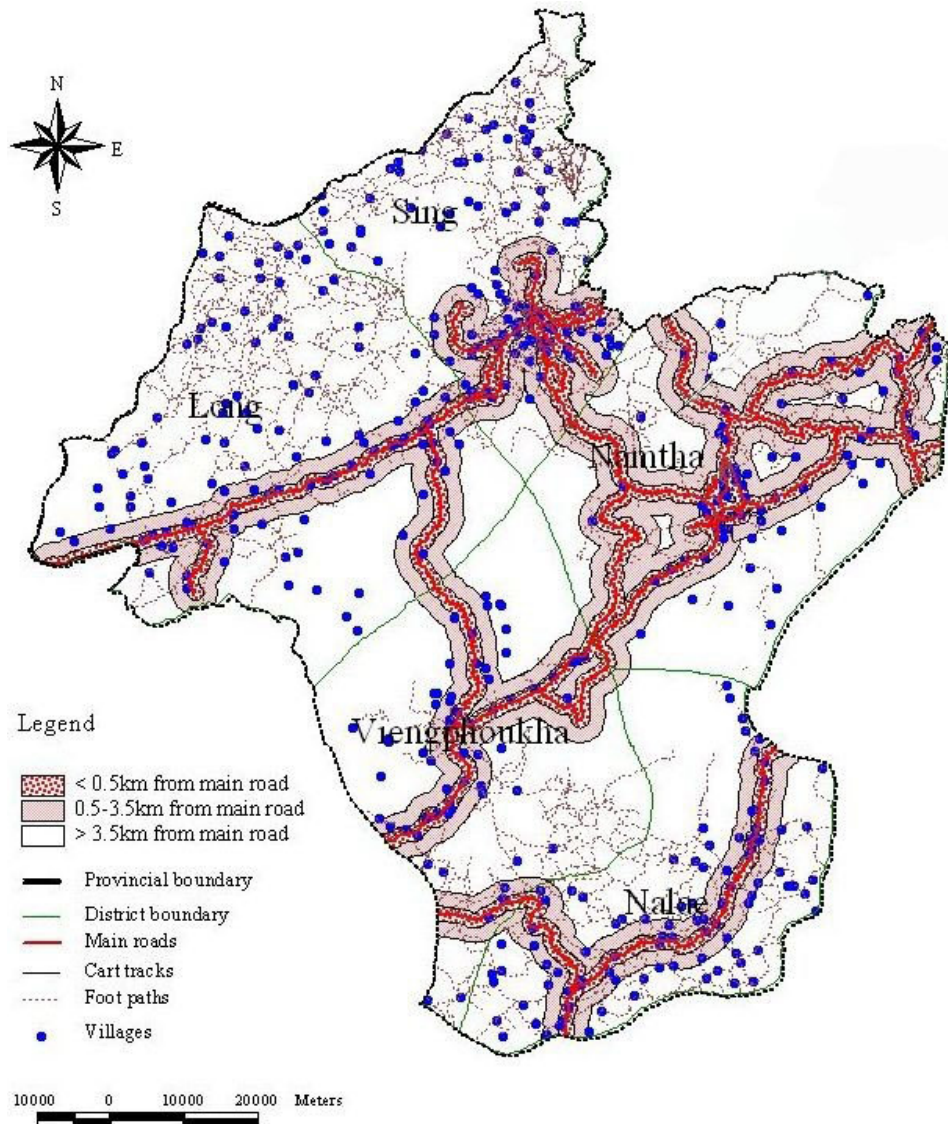 N
E
S
Sing
Long
Namtha
Viengphoukha
Nalae
Legend
< 0.5km from main road
0.5-3.5km from main road
> 3.5km from main road
Provincial boundary
District boundary
Main roads
Cart tracks
Foot paths
Villages
10000 0 10000 20000 Meters